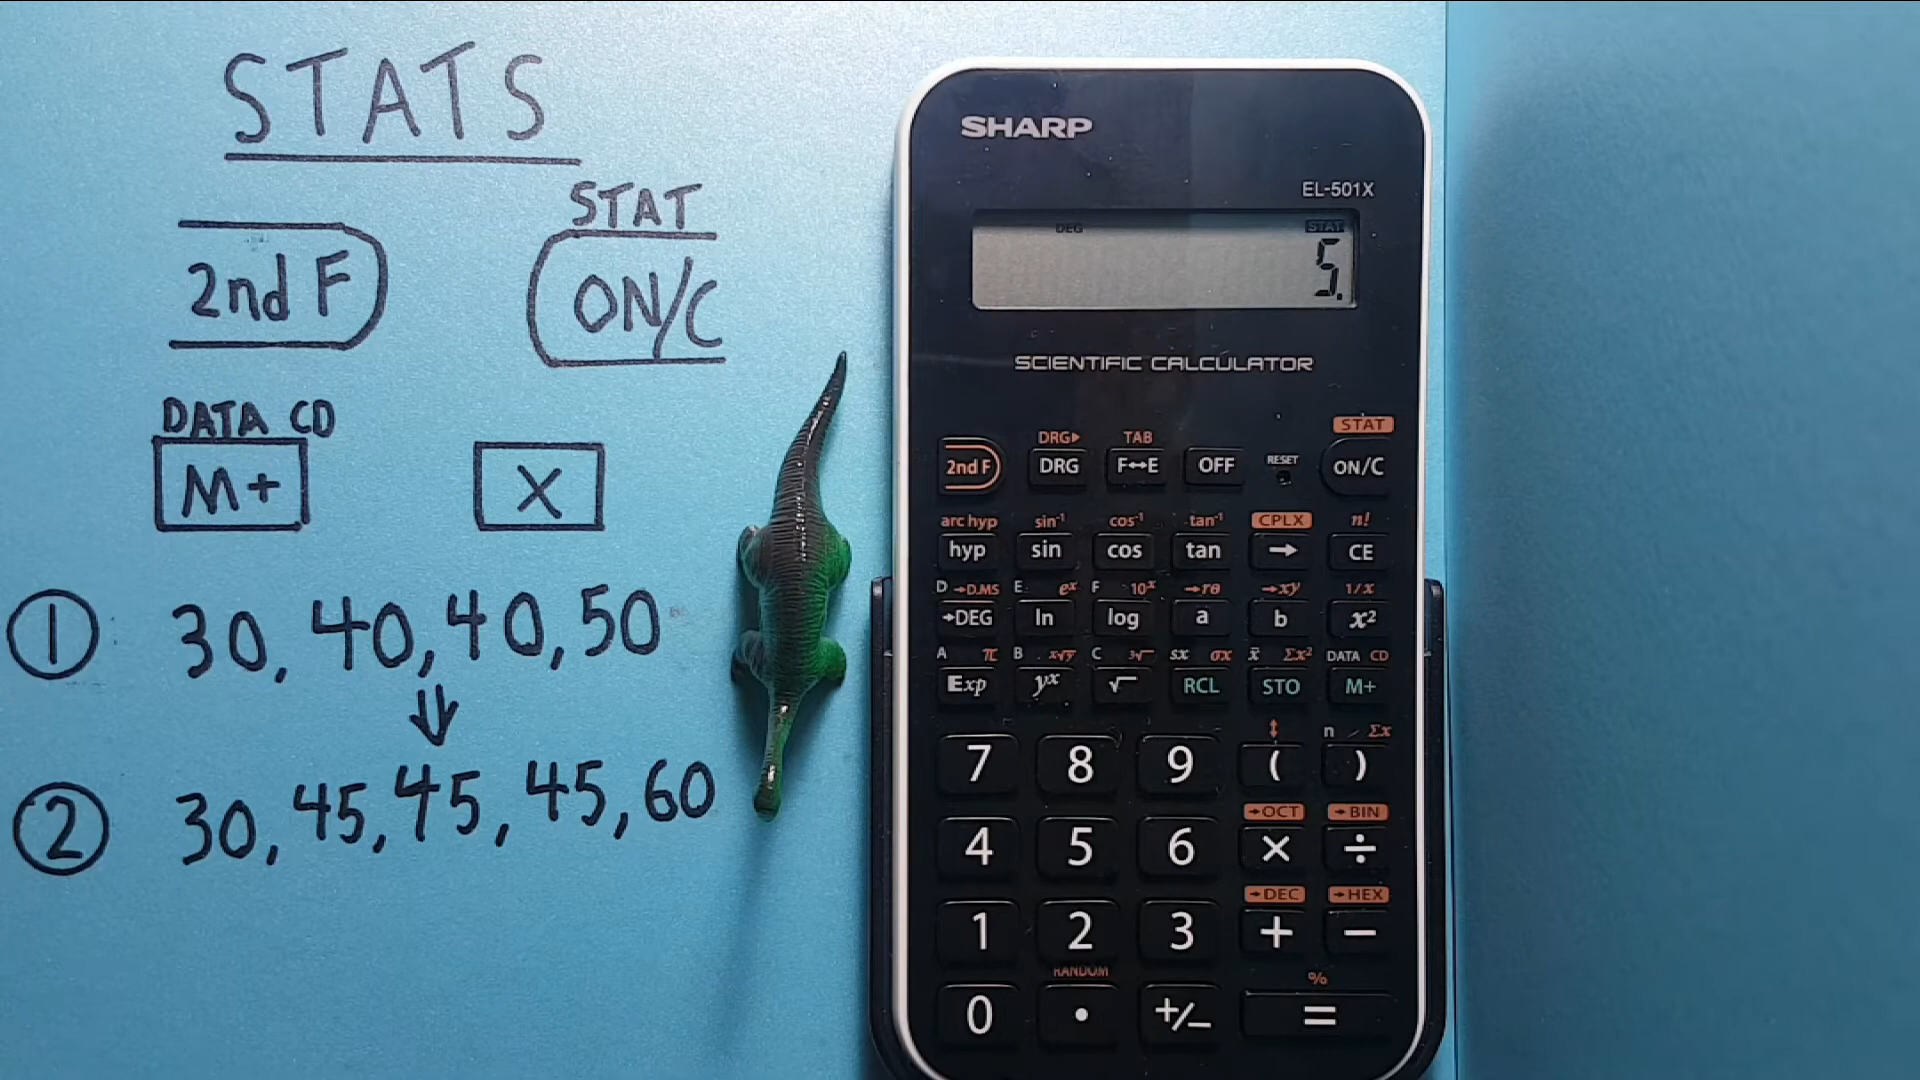 STATS
STAT
2nd F ON/C
DATA CD
M+ X
① 30, 40, 40, 50
② 30, 45, 45, 45, 60
SHARP
EL-501X
DEG STAT
5.
SCIENTIFIC CALCULATOR
STAT
DRG▶ TAB
2nd F DRG F↔E OFF RESET ON/C
arc hyp sin⁻¹ cos⁻¹ tan⁻¹ CPLX n!
hyp sin cos tan → CE
D →D.MS E eˣ F 10ˣ →rθ →xy 1/x
→DEG ln log a b x²
A π B ˣ√y C ³√ sx σx x̄ Σx² DATA CD
Exp yˣ √ RCL STO M+
↕ n Σx
7 8 9 ( )
→OCT →BIN
4 5 6 × ÷
→DEC →HEX
1 2 3 + −
RANDOM %
0 • +/− =